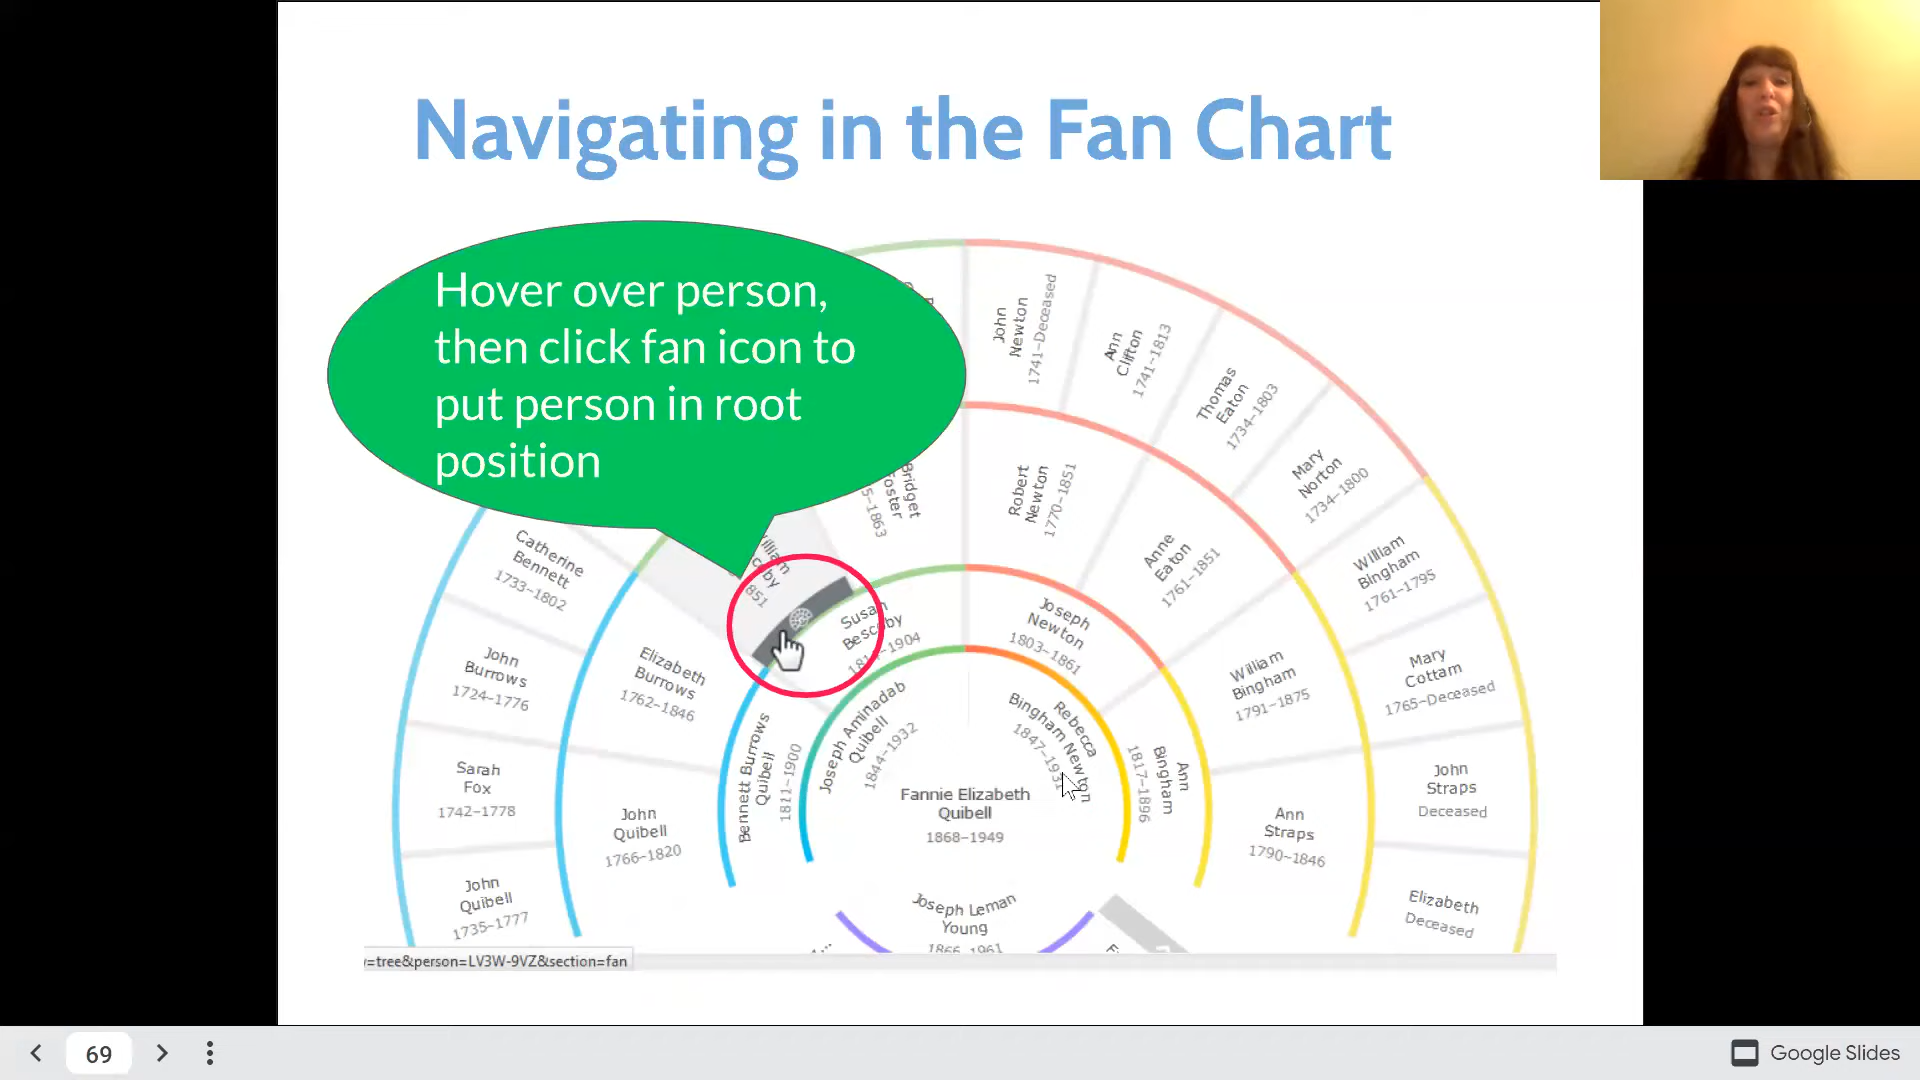 Navigating in the Fan Chart
Hover over person,
then click fan icon to
put person in root
position
John
Newton
1741–Deceased
Ann
Clifton
1741–1813
Thomas
Eaton
1734–1803
Mary
Norton
1734–1800
William
Bingham
1761–1795
Mary
Cottam
1765–Deceased
John
Straps
Deceased
Elizabeth
Deceased
Catherine
Bennett
1733–1802
John
Burrows
1724–1776
Sarah
Fox
1742–1778
John
Quibell
1735–1777
Bridget
Foster
5–1863
Robert
Newton
1770–1851
Anne
Eaton
1761–1851
William
Bingham
1791–1875
Ann
Straps
1790–1846
Elizabeth
Burrows
1762–1846
John
Quibell
1766–1820
illiam
1851
Susan
Bescoby
1904
Joseph
Newton
1803–1861
Bennett Burrows
Quibell
1811–1900
Ann
Bingham
1817–1896
Joseph Aminadab
Quibell
1844–1932
Rebecca
Bingham Newton
1847–193
Fannie Elizabeth
Quibell
1868–1949
Joseph Leman
Young
1866–1961
y=tree&person=LV3W-9VZ&section=fan
69
Google Slides